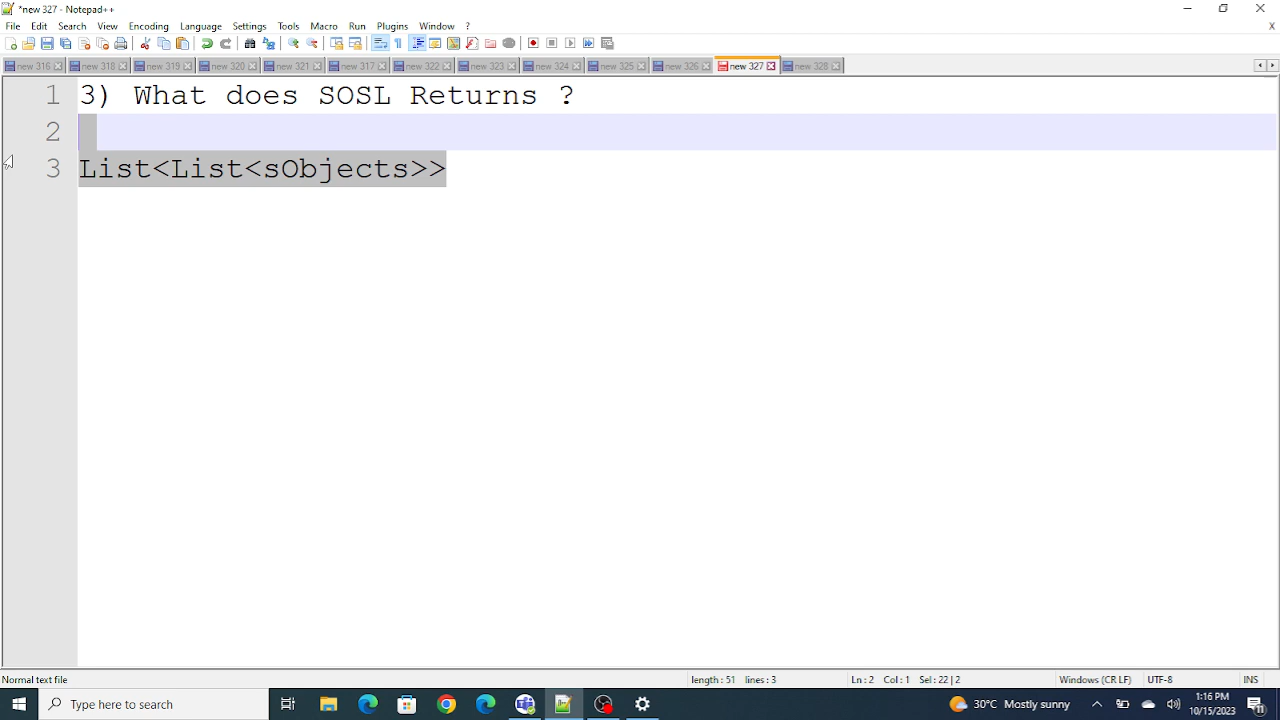 *new 327 - Notepad++
File Edit Search View Encoding Language Settings Tools Macro Run Plugins Window ? X
new 316 new 318 new 319 new 320 new 321 new 317 new 322 new 323 new 324 new 325 new 326 new 327 new 328
1 3) What does SOSL Returns ?
2
3 List<List<sObjects>>
Normal text file length : 51 lines : 3 Ln : 2 Col : 1 Sel : 22 | 2 Windows (CR LF) UTF-8 INS
Type here to search 30°C Mostly sunny 1:16 PM
10/15/2023 11